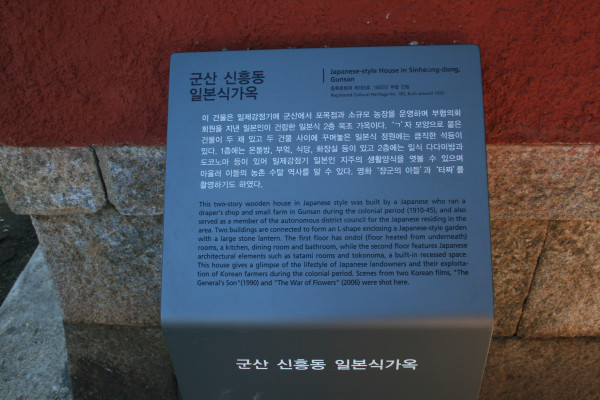 군산 신흥동
일본식가옥
Japanese-style House in Sinheung-dong,
Gunsan
이 건물은 일제강점기에 군산에서 포목점과 소규모 농장을 운영하며 부협의회
회원을 지낸 일본인이 건립한 일본식 2층 목조 가옥이다. ‘ㄱ’자 모양으로 붙은
건물이 두 채 있고 두 건물 사이에 꾸며놓은 일본식 정원에는 큼직한 석등이
있다. 1층에는 온돌방, 부엌, 식당, 화장실 등이 있고 2층에는 일식 다다미방과
도코노마 등이 있어 일제강점기 일본인 지주의 생활양식을 엿볼 수 있으며
아울러 이들의 농촌 수탈 역사를 알 수 있다. 영화 ‘장군의 아들’과 ‘타짜’를
촬영하기도 하였다.
This two-story wooden house in Japanese style was built by a Japanese who ran a
draper's shop and small farm in Gunsan during the colonial period (1910-45), and also
served as a member of the autonomous district council for the Japanese residing in the
area. Two buildings are connected to form an L-shape enclosing a Japanese-style garden
with a large stone lantern. The first floor has ondol (floor heated from underneath)
rooms, a kitchen, dining room and bathroom, while the second floor features Japanese
architectural elements such as tatami rooms and tokonoma, a built-in recessed space.
This house gives a glimpse of the lifestyle of Japanese landowners and their exploita-
tion of Korean farmers during the colonial period. Scenes from two Korean films, "The
General's Son"(1990) and "The War of Flowers" (2006) were shot here.
군산 신흥동 일본식가옥